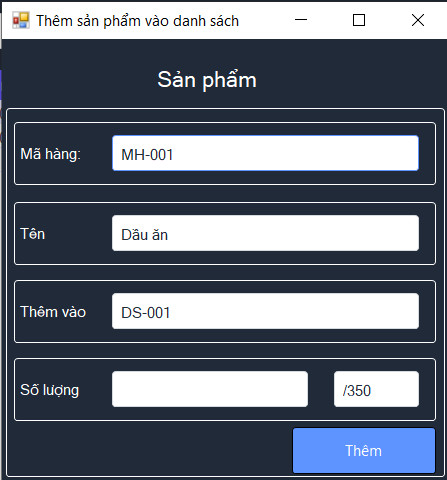 Thêm sản phẩm vào danh sách
Sản phẩm
Mã hàng: MH-001
Tên Dầu ăn
Thêm vào DS-001
Số lượng /350
Thêm